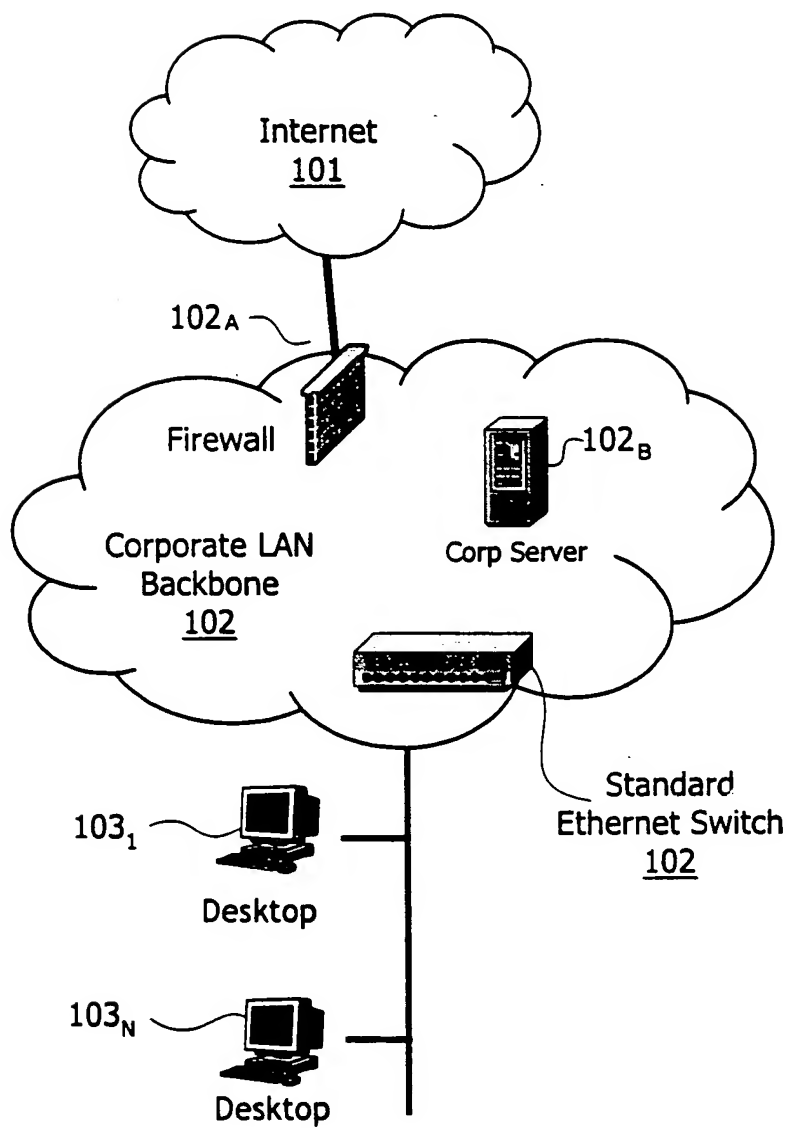 Internet
101
102A
Firewall
102B
Corp Server
Corporate LAN
Backbone
102
Standard
Ethernet Switch
102
1031
Desktop
103N
Desktop